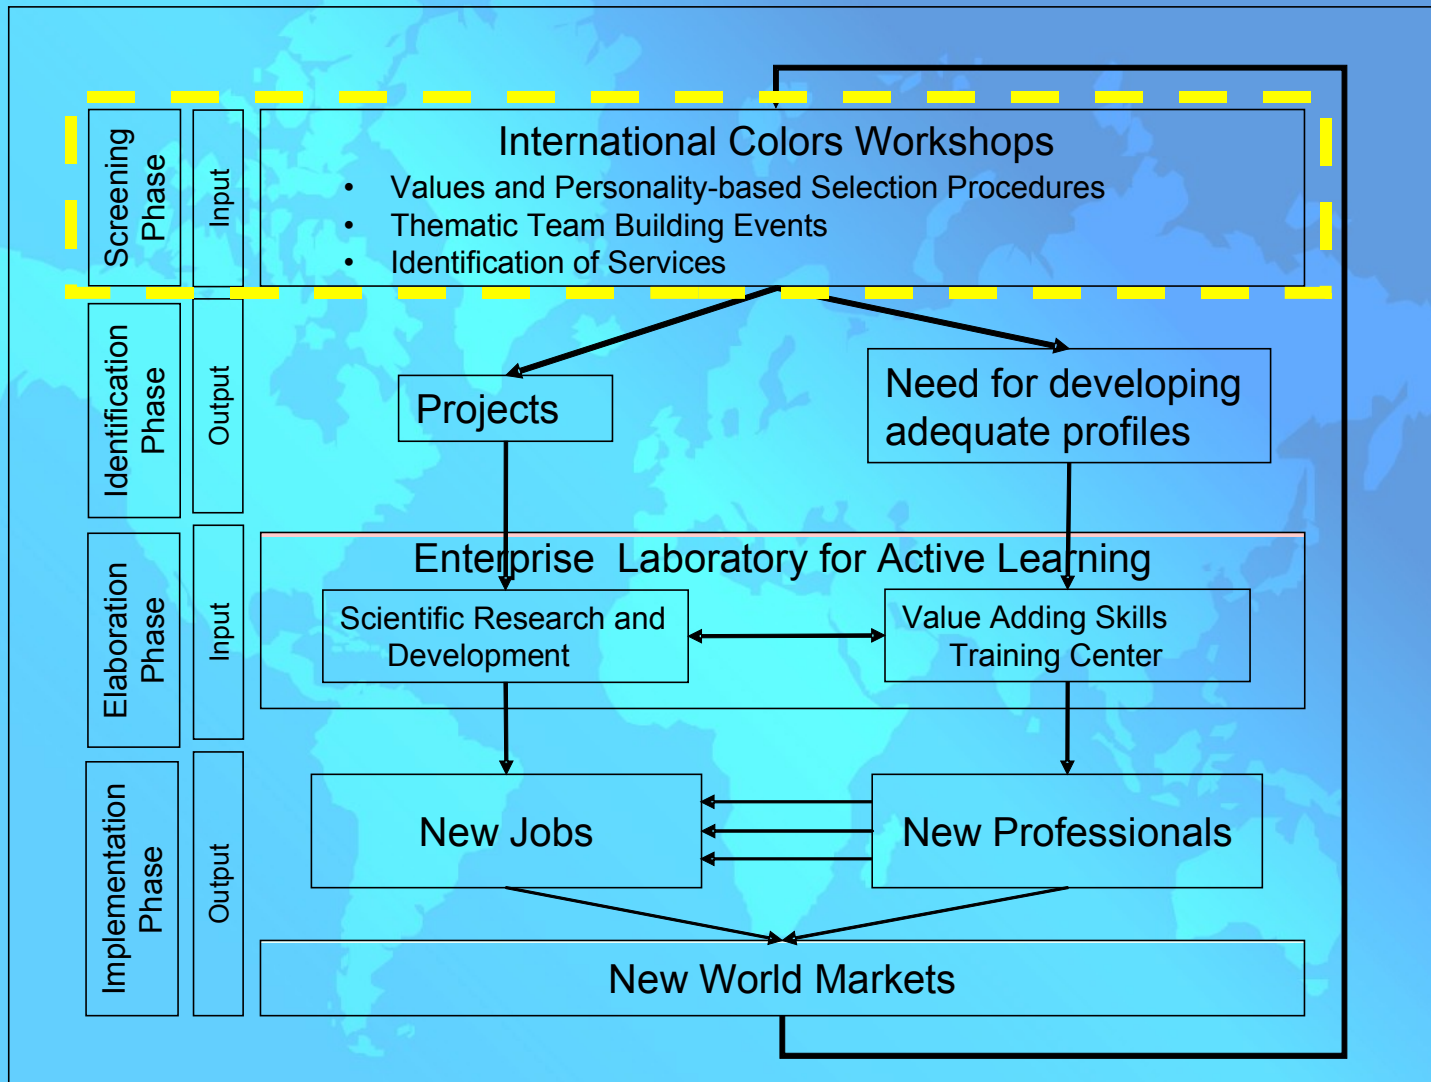 Screening
Phase
Input
International Colors Workshops
• Values and Personality-based Selection Procedures
• Thematic Team Building Events
• Identification of Services
Identification
Phase
Output
Projects
Need for developing
adequate profiles
Elaboration
Phase
Input
Enterprise Laboratory for Active Learning
Scientific Research and
Development
Value Adding Skills
Training Center
Implementation
Phase
Output
New Jobs
New Professionals
New World Markets